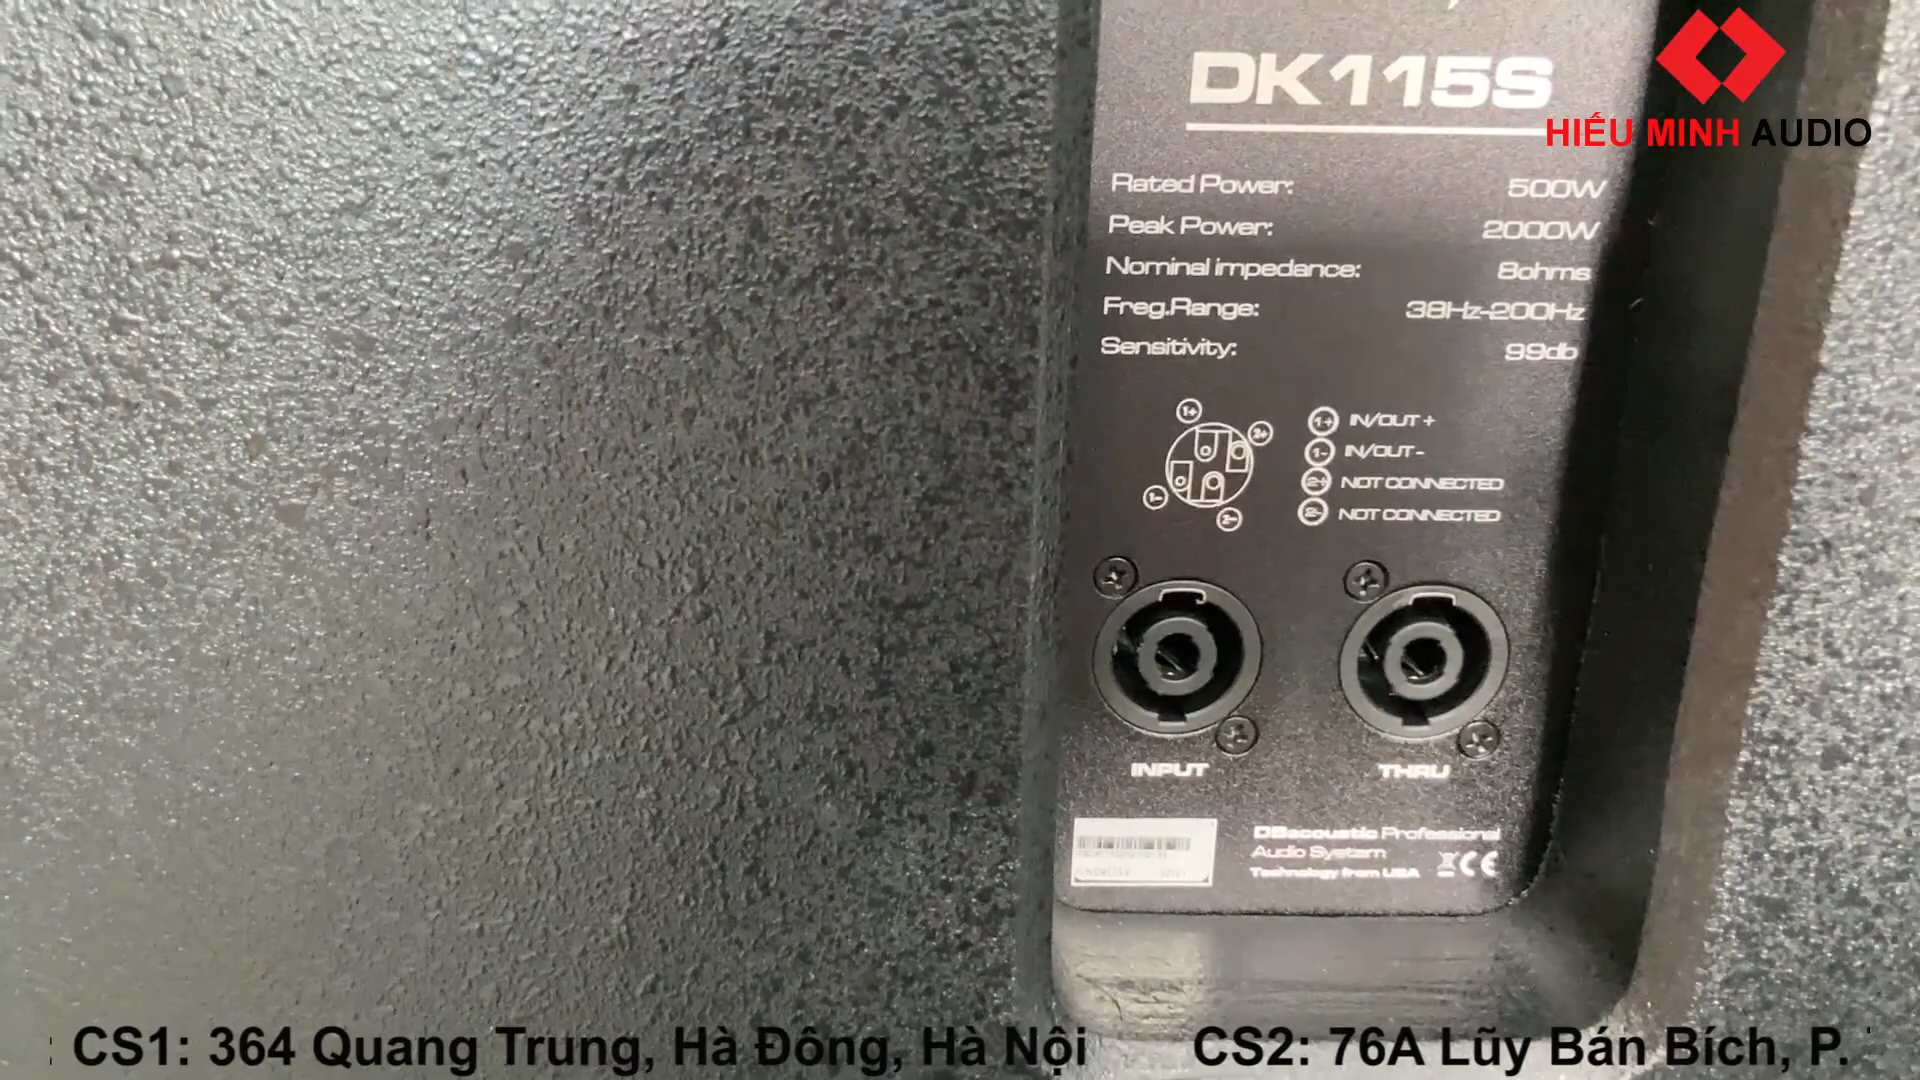 DK115S
HIẾU MINH AUDIO
Rated Power: 500W
Peak Power: 2000W
Nominal impedance: 8ohms
Freq.Range: 38Hz-200Hz
Sensitivity: 99db
1+ IN/OUT +
1- IN/OUT -
2+ NOT CONNECTED
2- NOT CONNECTED
1+
2+
1-
2-
INPUT THRU
DBacoustic Professional
Audio System
Technology from USA
CS1: 364 Quang Trung, Hà Đông, Hà Nội CS2: 76A Lũy Bán Bích, P.